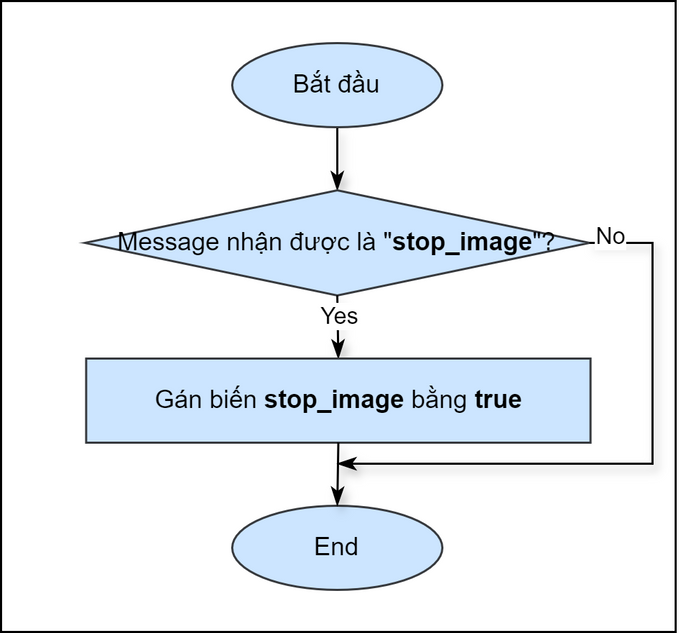 Bắt đầu
Message nhận được là "stop_image"?
No
Yes
Gán biến stop_image bằng true
End